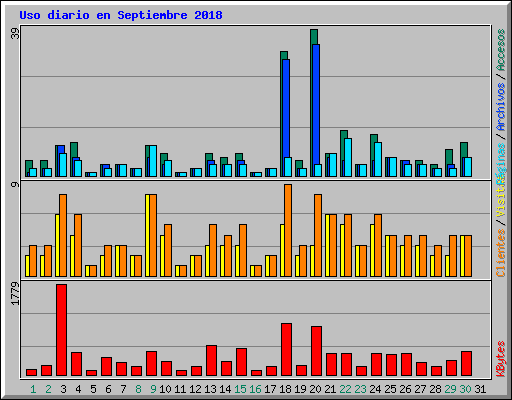 Uso diario en Septiembre 2018
39
9
1779
Clientes / visitas
Páginas / Archivos / Accesos
KBytes
1 2 3 4 5 6 7 8 9 10 11 12 13 14 15 16 17 18 19 20 21 22 23 24 25 26 27 28 29 30 31